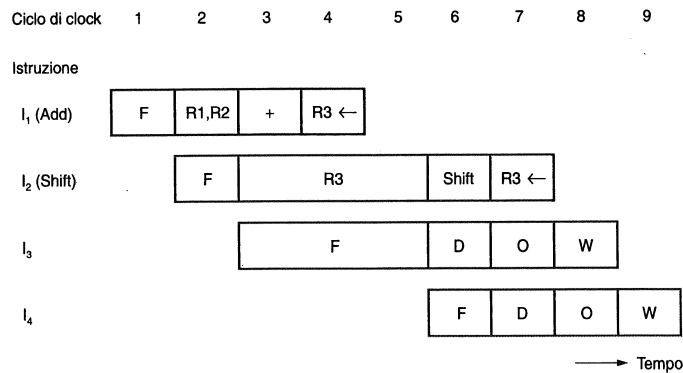 Ciclo di clock 1 2 3 4 5 6 7 8 9
Istruzione
I₁ (Add) F R1,R2 + R3 ←
I₂ (Shift) F R3 Shift R3 ←
I₃ F D O W
I₄ F D O W
→ Tempo